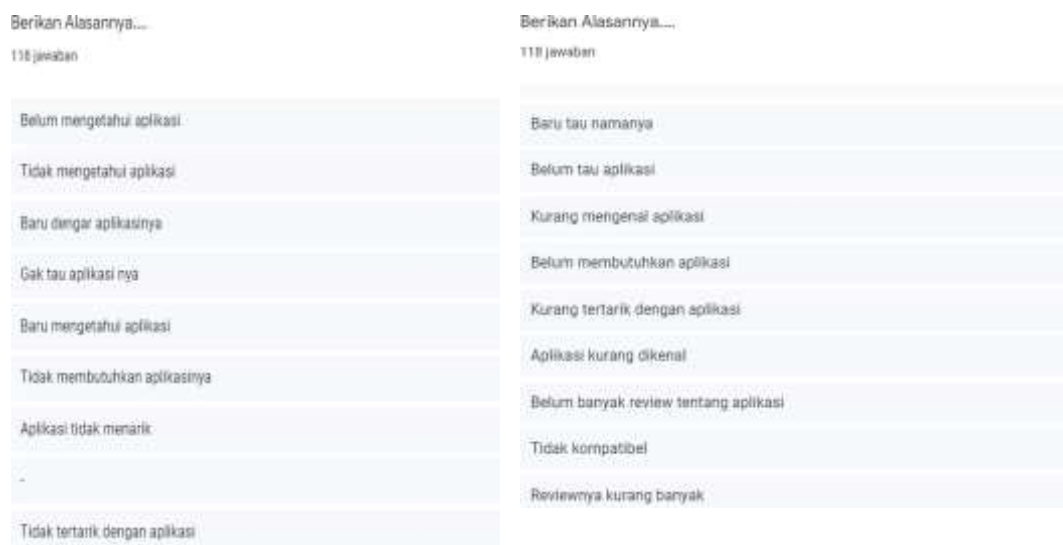 Berikan Alasannya....
118 jawaban
Belum mengetahui aplikasi
Tidak mengetahui aplikasi
Baru dengar aplikasinya
Gak tau aplikasi nya
Baru mengetahui aplikasi
Tidak membutuhkan aplikasinya
Aplikasi tidak menarik
-
Tidak tertarik dengan aplikasi
Berikan Alasannya....
118 jawaban
Baru tau namanya
Belum tau aplikasi
Kurang mengenal aplikasi
Belum membutuhkan aplikasi
Kurang tertarik dengan aplikasi
Aplikasi kurang dikenal
Belum banyak review tentang aplikasi
Tidak kompatibel
Reviewnya kurang banyak